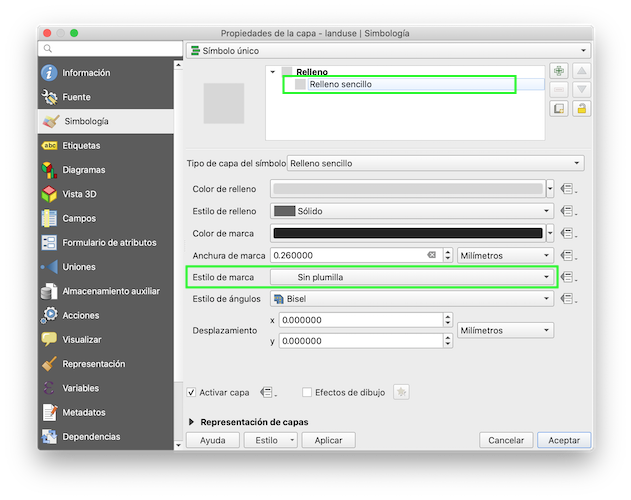 Propiedades de la capa - landuse | Simbología
Símbolo único
Información
Fuente
Simbología
Etiquetas
abc
Diagramas
Vista 3D
Campos
Formulario de atributos
Uniones
Almacenamiento auxiliar
Acciones
Visualizar
Representación
Variables
Metadatos
Dependencias
Relleno
Relleno sencillo
Tipo de capa del símbolo Relleno sencillo
Color de relleno
Estilo de relleno Sólido
Color de marca
Anchura de marca 0.260000 Milímetros
Estilo de marca Sin plumilla
Estilo de ángulos Bisel
Desplazamiento
x 0.000000
y 0.000000
Milímetros
Activar capa
Efectos de dibujo
Representación de capas
Ayuda Estilo Aplicar Cancelar Aceptar